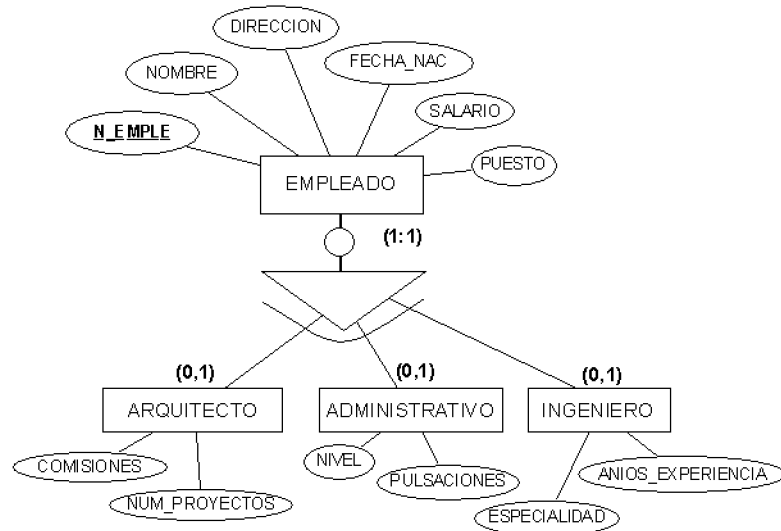 DIRECCION
NOMBRE
FECHA_NAC
N_EMPLE
SALARIO
EMPLEADO
PUESTO
(1:1)
(0,1)
(0,1)
(0,1)
ARQUITECTO
ADMINISTRATIVO
INGENIERO
COMISIONES
NIVEL
ANIOS_EXPERIENCIA
PULSACIONES
NUM_PROYECTOS
ESPECIALIDAD